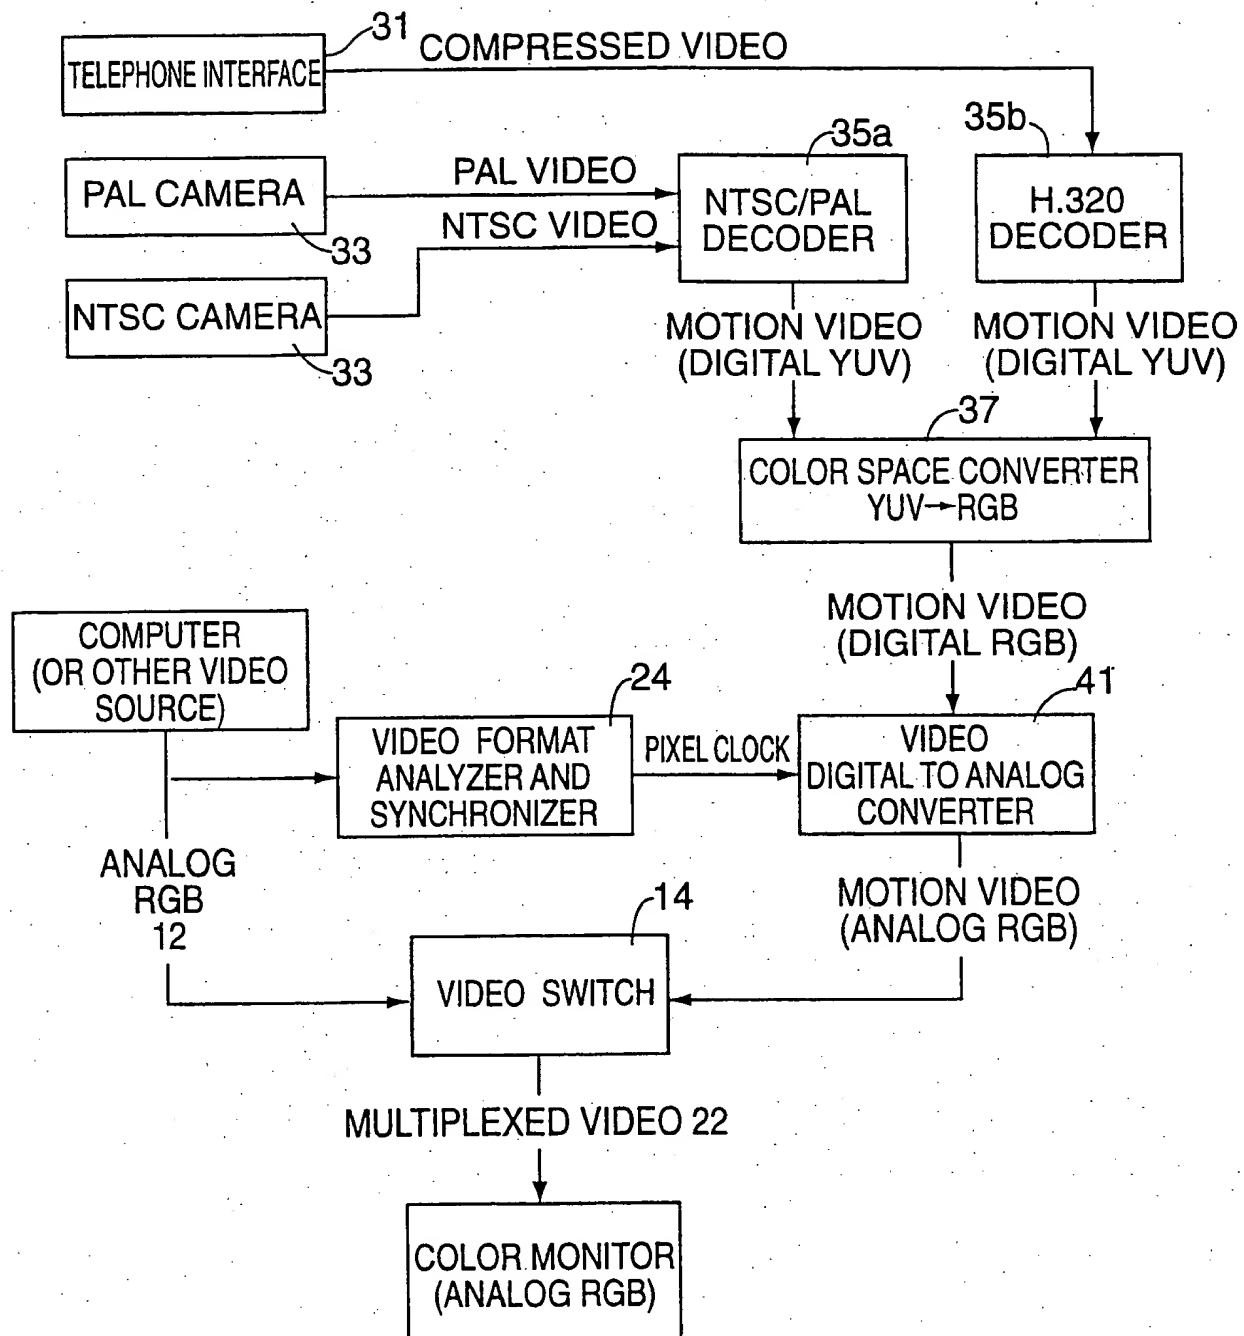 31
TELEPHONE INTERFACE
COMPRESSED VIDEO
35a
35b
PAL CAMERA
33
PAL VIDEO
NTSC VIDEO
NTSC/PAL
DECODER
H.320
DECODER
NTSC CAMERA
33
MOTION VIDEO
(DIGITAL YUV)
MOTION VIDEO
(DIGITAL YUV)
37
COLOR SPACE CONVERTER
YUV→RGB
MOTION VIDEO
(DIGITAL RGB)
COMPUTER
(OR OTHER VIDEO
SOURCE)
24
VIDEO FORMAT
ANALYZER AND
SYNCHRONIZER
PIXEL CLOCK
41
VIDEO
DIGITAL TO ANALOG
CONVERTER
ANALOG
RGB
12
MOTION VIDEO
(ANALOG RGB)
14
VIDEO SWITCH
MULTIPLEXED VIDEO 22
COLOR MONITOR
(ANALOG RGB)